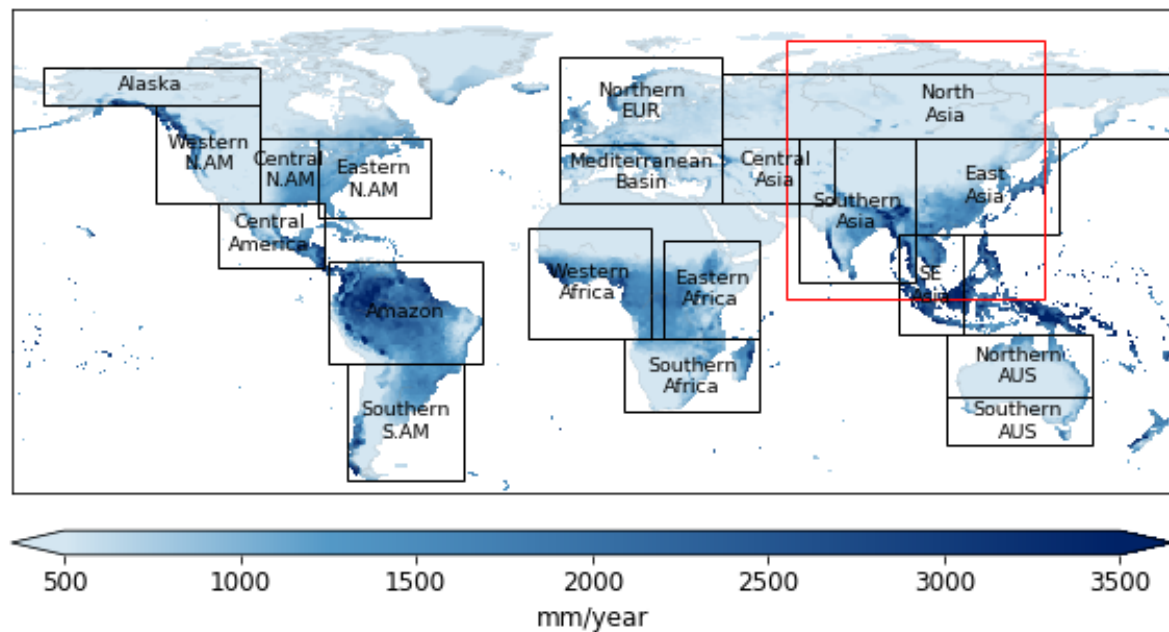 Alaska
Western
N.AM
Central
N.AM
Eastern
N.AM
Central
America
Amazon
Southern
S.AM
Northern
EUR
Mediterranean
Basin
Western
Africa
Eastern
Africa
Southern
Africa
North
Asia
Central
Asia
Southern
Asia
East
Asia
SE
Asia
Northern
AUS
Southern
AUS
500 1000 1500 2000 2500 3000 3500
mm/year